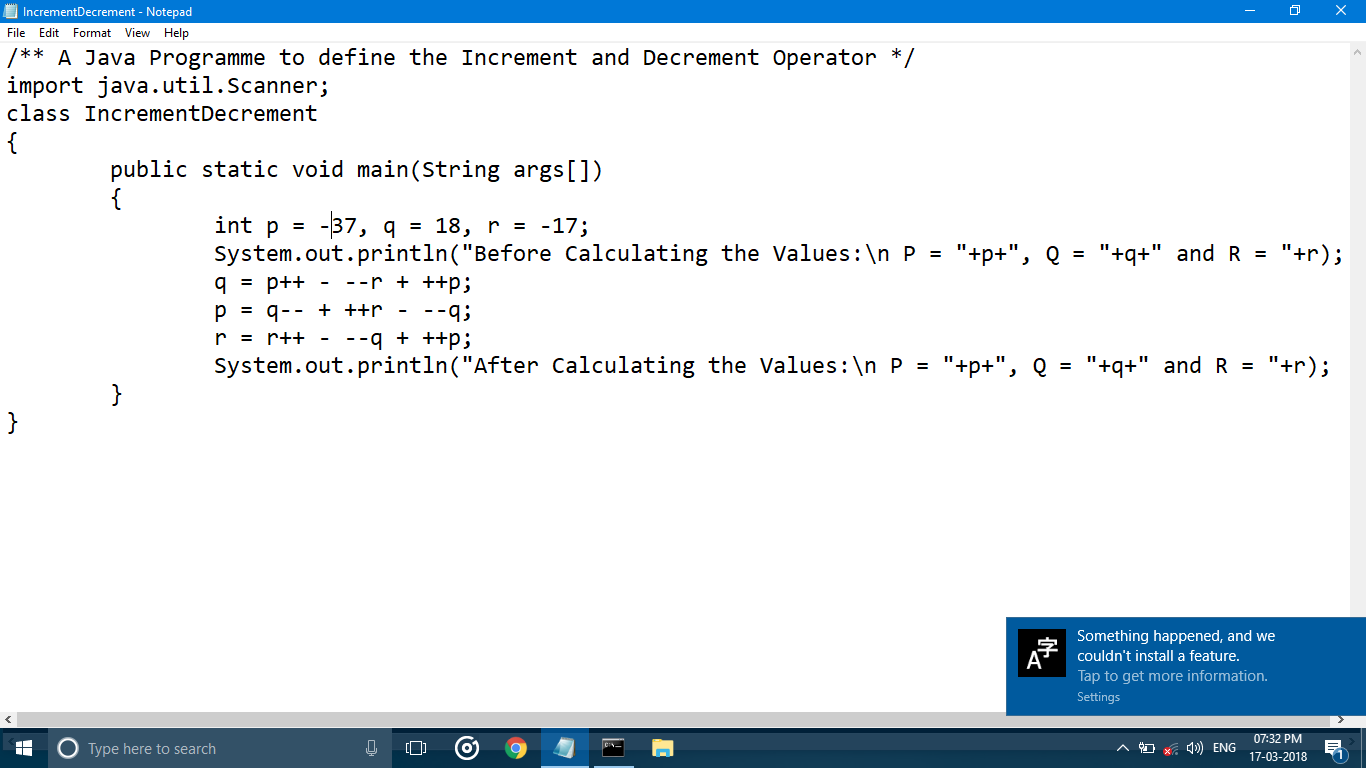 IncrementDecrement - Notepad
File Edit Format View Help
/** A Java Programme to define the Increment and Decrement Operator */
import java.util.Scanner;
class IncrementDecrement
{
public static void main(String args[])
{
int p = -37, q = 18, r = -17;
System.out.println("Before Calculating the Values:\n P = "+p+", Q = "+q+" and R = "+r);
q = p++ - --r + ++p;
p = q-- + ++r - --q;
r = r++ - --q + ++p;
System.out.println("After Calculating the Values:\n P = "+p+", Q = "+q+" and R = "+r);
}
}
A字
Something happened, and we
couldn't install a feature.
Tap to get more information.
Settings
Type here to search
ENG
07:32 PM
17-03-2018
1